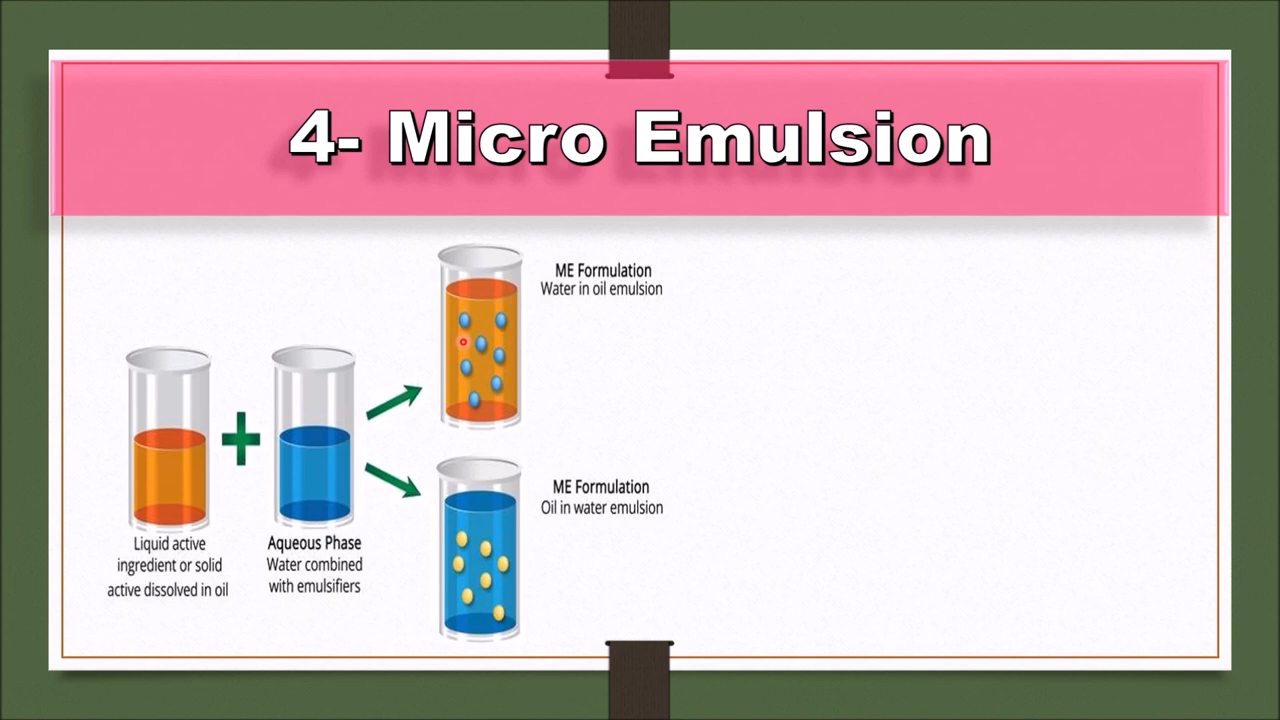 4- Micro Emulsion
ME Formulation
Water in oil emulsion
Liquid active
ingredient or solid
active dissolved in oil
Aqueous Phase
Water combined
with emulsifiers
ME Formulation
Oil in water emulsion